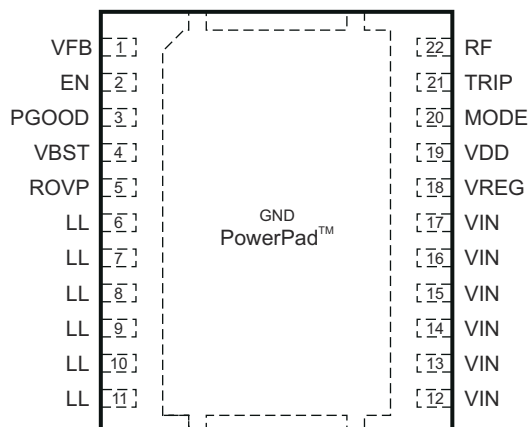 VFB 1 22 RF
EN 2 21 TRIP
PGOOD 3 20 MODE
VBST 4 19 VDD
ROVP 5 18 VREG
LL 6 GND 17 VIN
PowerPad™
LL 7 16 VIN
LL 8 15 VIN
LL 9 14 VIN
LL 10 13 VIN
LL 11 12 VIN